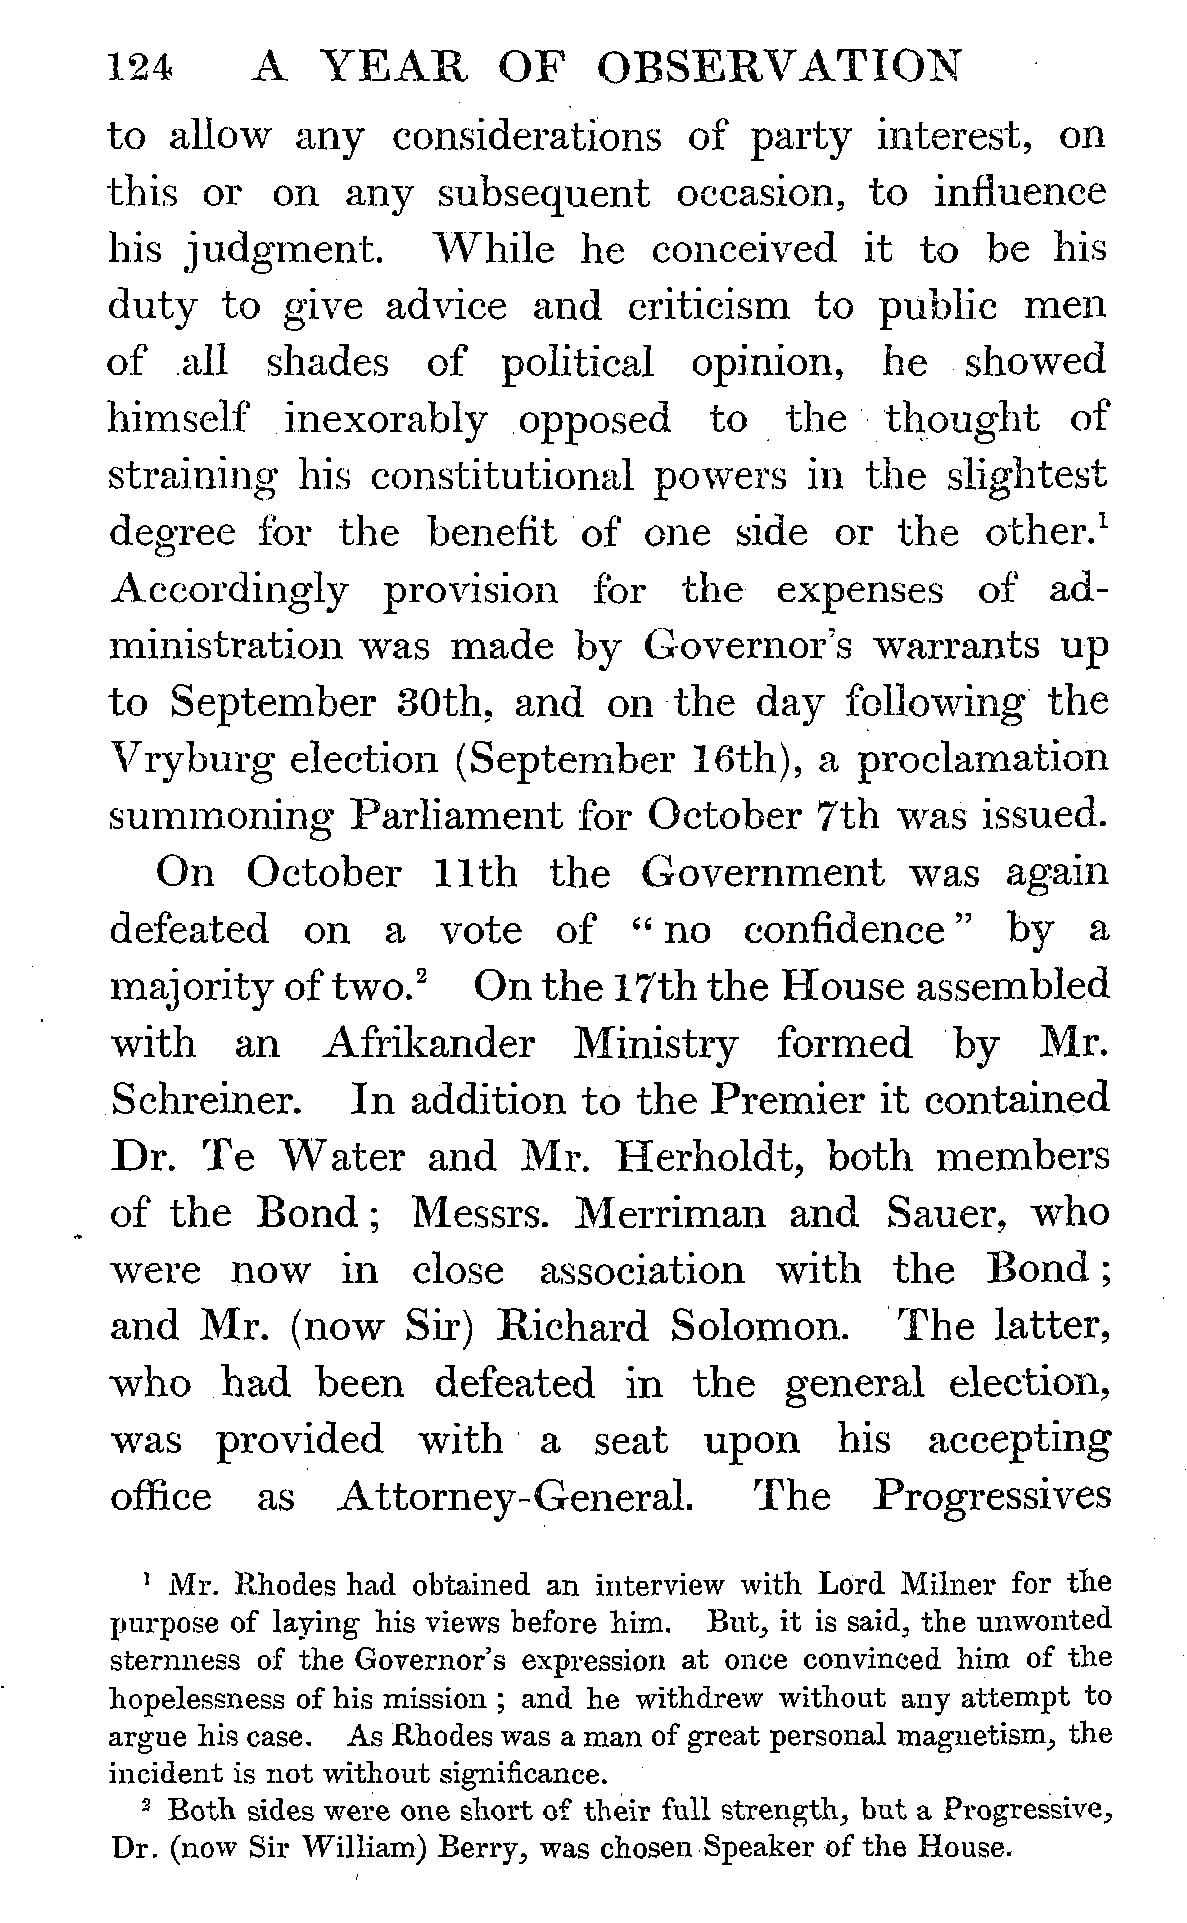 124 A YEAR OF OBSERVATION
to allow any considerations of party interest, on
this or on any subsequent occasion, to influence
his judgment. While he conceived it to be his
duty to give advice and criticism to public men
of all shades of political opinion, he showed
himself inexorably opposed to the thought of
straining his constitutional powers in the slightest
degree for the benefit of one side or the other.¹
Accordingly provision for the expenses of ad-
ministration was made by Governor's warrants up
to September 30th, and on the day following the
Vryburg election (September 16th), a proclamation
summoning Parliament for October 7th was issued.
On October 11th the Government was again
defeated on a vote of “ no confidence ” by a
majority of two.² On the 17th the House assembled
with an Afrikander Ministry formed by Mr.
Schreiner. In addition to the Premier it contained
Dr. Te Water and Mr. Herholdt, both members
of the Bond ; Messrs. Merriman and Sauer, who
were now in close association with the Bond ;
and Mr. (now Sir) Richard Solomon. The latter,
who had been defeated in the general election,
was provided with a seat upon his accepting
office as Attorney-General. The Progressives
¹ Mr. Rhodes had obtained an interview with Lord Milner for the
purpose of laying his views before him. But, it is said, the unwonted
sternness of the Governor's expression at once convinced him of the
hopelessness of his mission ; and he withdrew without any attempt to
argue his case. As Rhodes was a man of great personal magnetism, the
incident is not without significance.
² Both sides were one short of their full strength, but a Progressive,
Dr. (now Sir William) Berry, was chosen Speaker of the House.